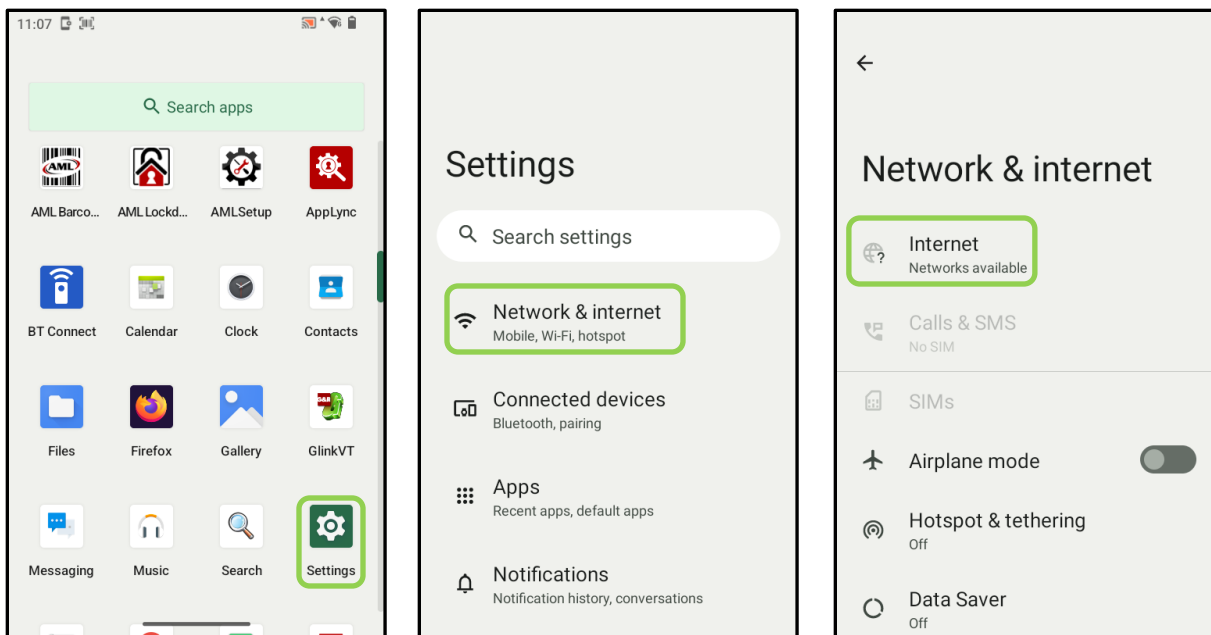 11:07
Search apps
AML
AML Barco...
AML Lockd...
AMLSetup
AppLync
BT Connect
Calendar
Clock
Contacts
Files
Firefox
Gallery
GlinkVT
Messaging
Music
Search
Settings
Settings
Search settings
Network & internet
Mobile, Wi-Fi, hotspot
Connected devices
Bluetooth, pairing
Apps
Recent apps, default apps
Notifications
Notification history, conversations
Network & internet
Internet
Networks available
Calls & SMS
No SIM
SIMs
Airplane mode
Hotspot & tethering
Off
Data Saver
Off